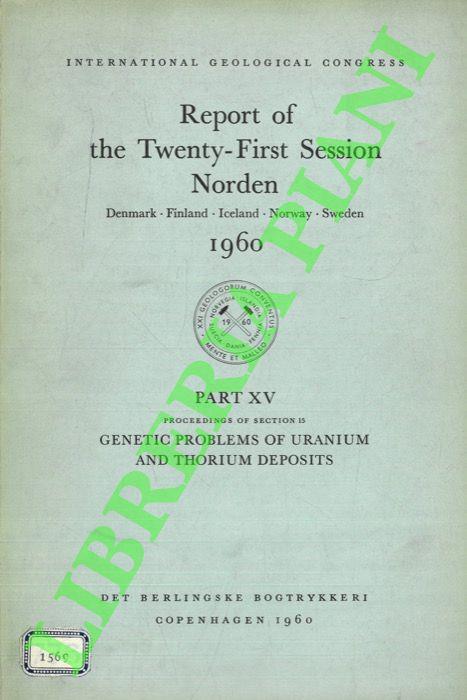 INTERNATIONAL GEOLOGICAL CONGRESS
Report of
the Twenty-First Session
Norden
Denmark · Finland · Iceland · Norway · Sweden
1960
XXI GEOLOGORUM CONVENTUS
NORVEGIA ISLANDIA
19 60
SUECIA DANIA FENNIA
MENTE ET MALLEO
PART XV
PROCEEDINGS OF SECTION 15
GENETIC PROBLEMS OF URANIUM
AND THORIUM DEPOSITS
DET BERLINGSKE BOGTRYKKERI
COPENHAGEN 1960
LIBRERIA PIANI